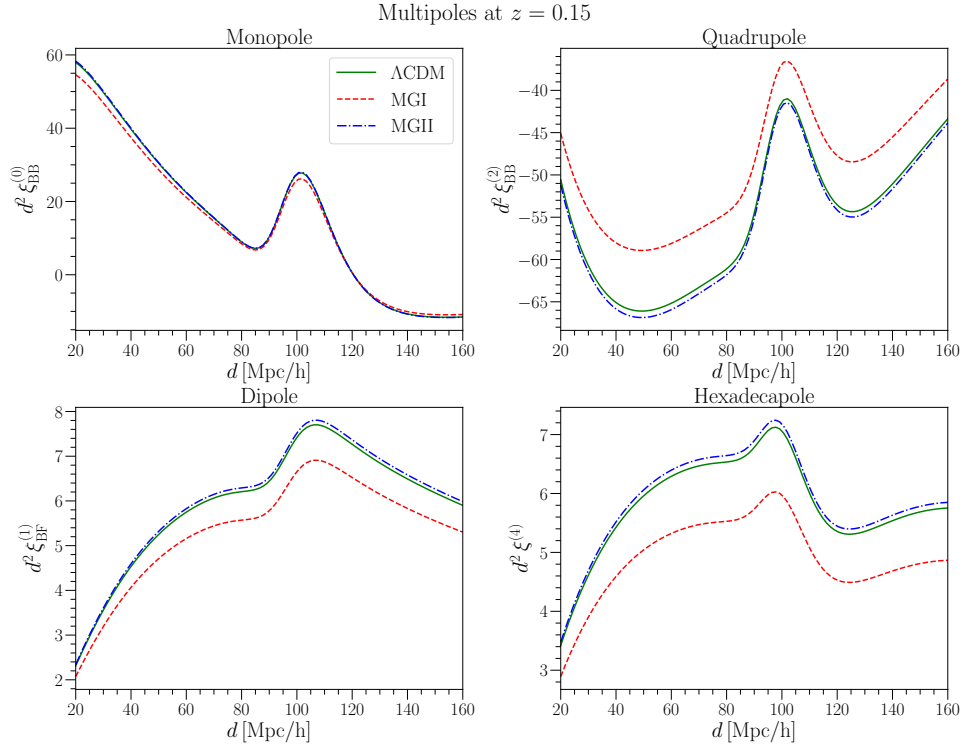 Multipoles at z = 0.15
Monopole
60
40
20
0
d² ξ_BB^(0)
20 40 60 80 100 120 140 160
d [Mpc/h]
ΛCDM
MGI
MGII
Quadrupole
−40
−45
−50
−55
−60
−65
d² ξ_BB^(2)
20 40 60 80 100 120 140 160
d [Mpc/h]
Dipole
8
7
6
5
4
3
2
d² ξ_BF^(1)
20 40 60 80 100 120 140 160
d [Mpc/h]
Hexadecapole
7
6
5
4
3
d² ξ^(4)
20 40 60 80 100 120 140 160
d [Mpc/h]